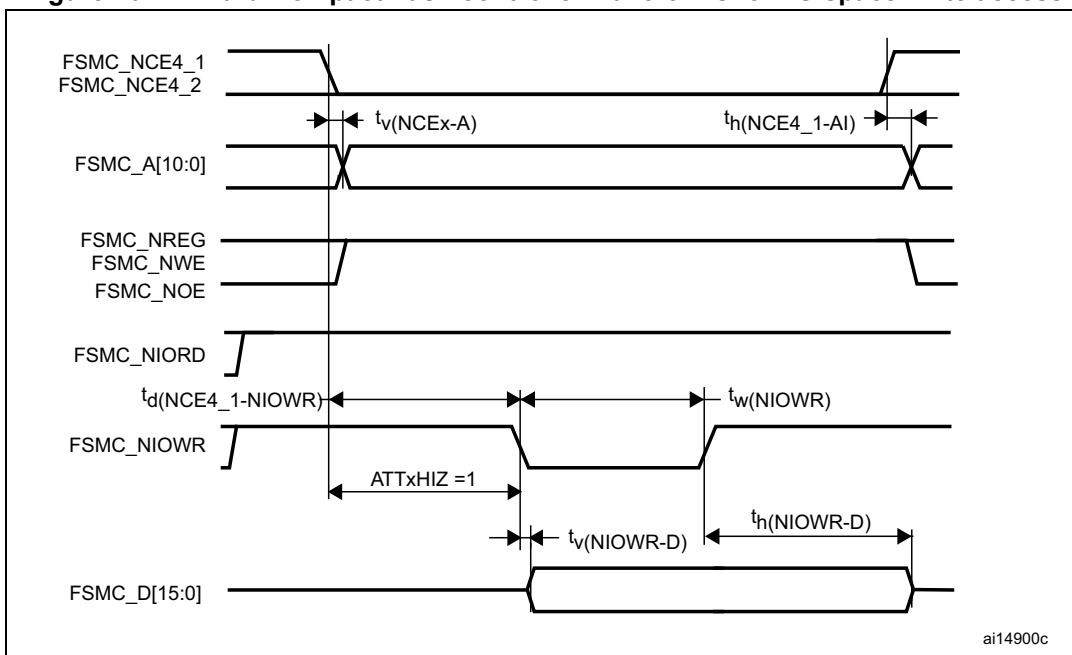 FSMC_NCE4_1
FSMC_NCE4_2
tv(NCEx-A)
th(NCE4_1-AI)
FSMC_A[10:0]
FSMC_NREG
FSMC_NWE
FSMC_NOE
FSMC_NIORD
td(NCE4_1-NIOWR)
tw(NIOWR)
FSMC_NIOWR
ATTxHIZ =1
th(NIOWR-D)
tv(NIOWR-D)
FSMC_D[15:0]
ai14900c